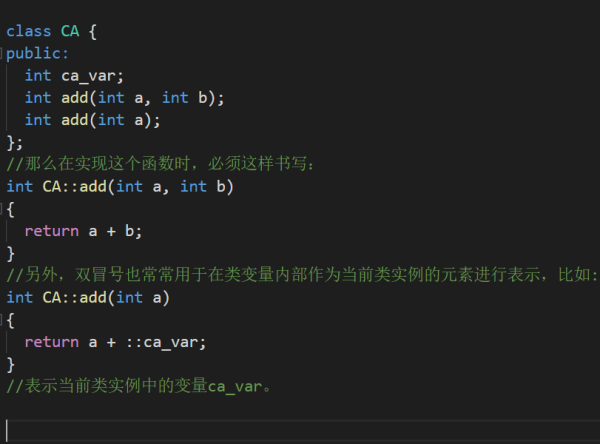 class CA {
public:
int ca_var;
int add(int a, int b);
int add(int a);
};
//那么在实现这个函数时，必须这样书写：
int CA::add(int a, int b)
{
return a + b;
}
//另外，双冒号也常常用于在类变量内部作为当前类实例的元素进行表示，比如:
int CA::add(int a)
{
return a + ::ca_var;
}
//表示当前类实例中的变量ca_var。